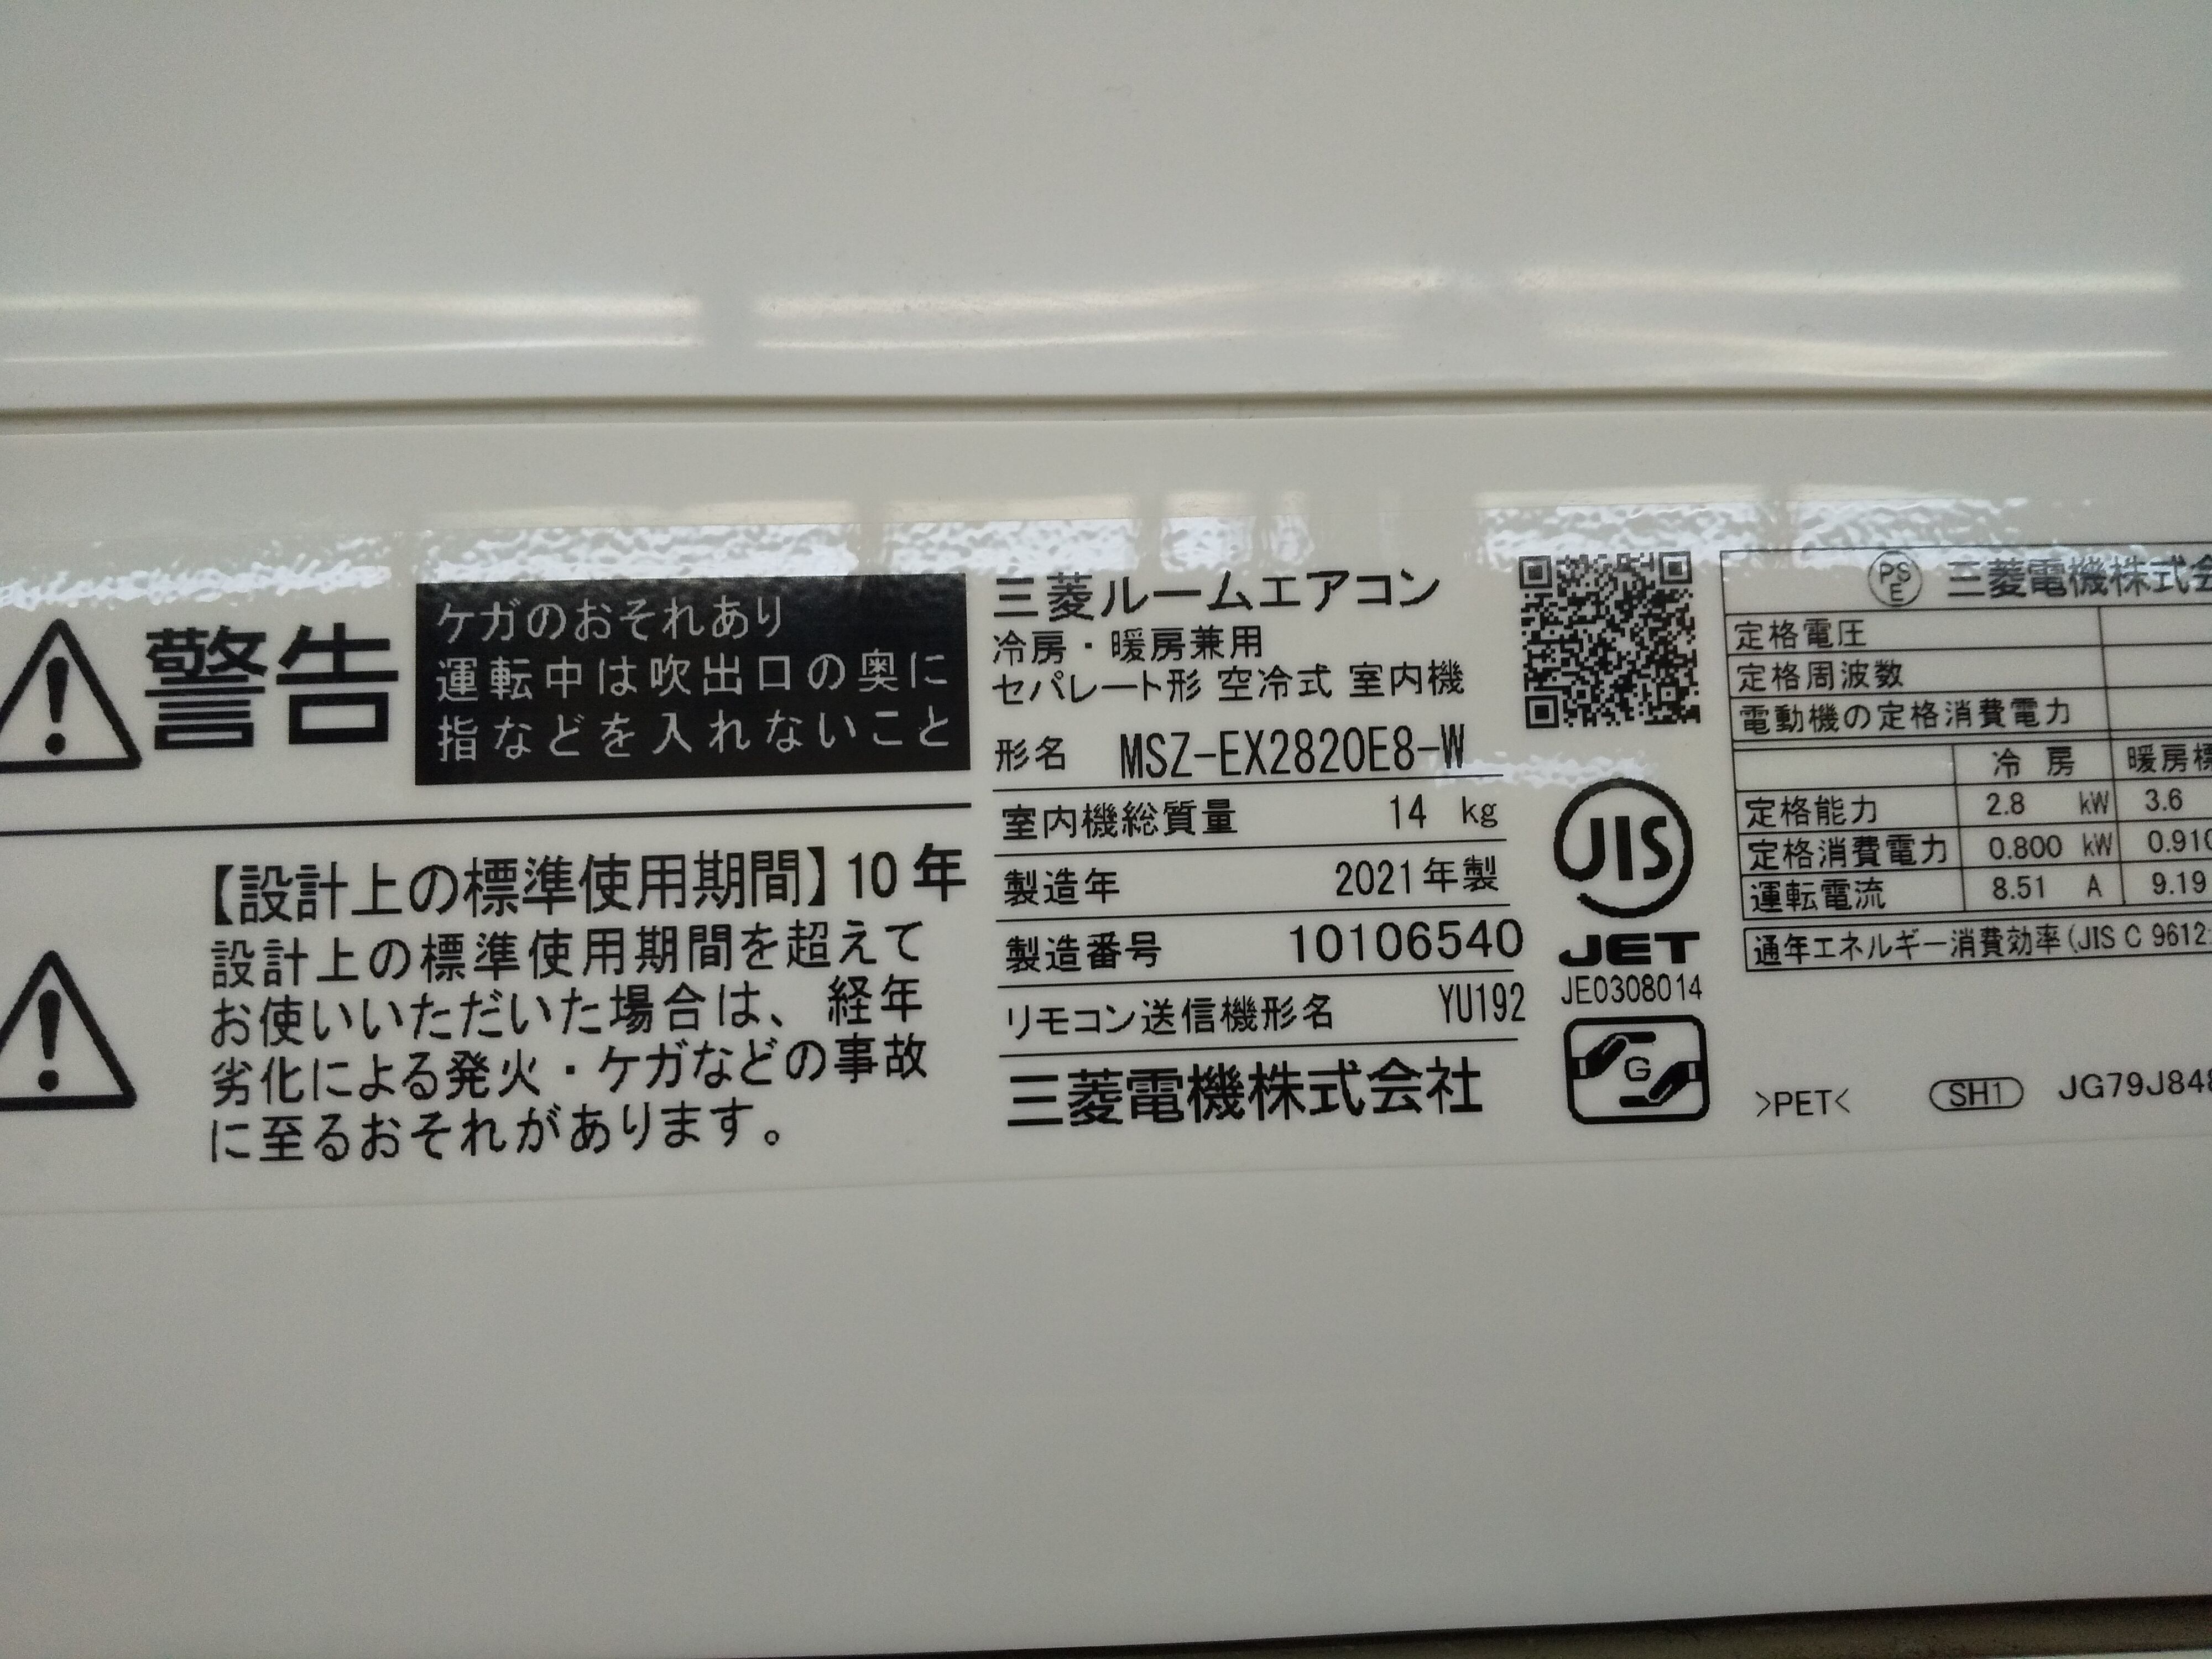 警告
ケガのおそれあり
運転中は吹出口の奥に
指などを入れないこと
【設計上の標準使用期間】10年
設計上の標準使用期間を超えて
お使いいただいた場合は、経年
劣化による発火・ケガなどの事故
に至るおそれがあります。
三菱ルームエアコン
冷房・暖房兼用
セパレート形 空冷式 室内機
形名 MSZ-EX2820E8-W
室内機総質量 14 kg
製造年 2021年製
製造番号 10106540
リモコン送信機形名 YU192
三菱電機株式会社
JIS
JET
JE0308014
G
PS
E
三菱電機株式会
定格電圧
定格周波数
電動機の定格消費電力
冷房 暖房標
定格能力 2.8 kW 3.6
定格消費電力 0.800 kW 0.910
運転電流 8.51 A 9.19
通年エネルギー消費効率(JIS C 9612:
>PET< SH1 JG79J848